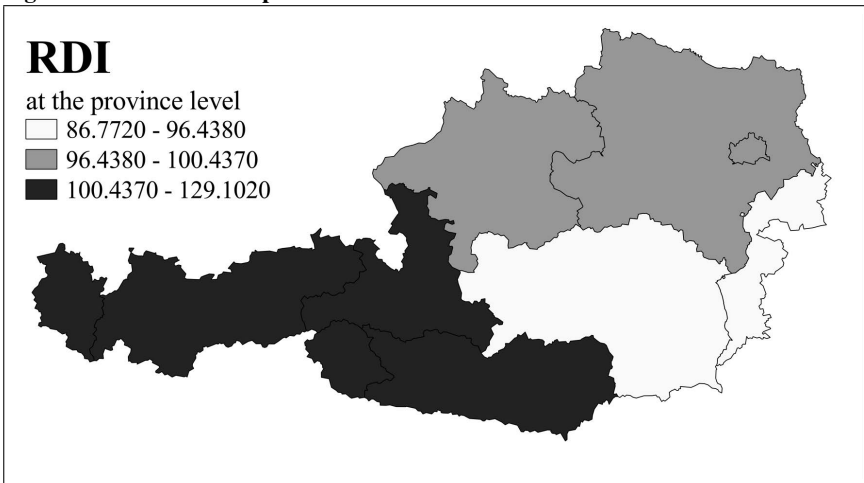 RDI
at the province level
86.7720 - 96.4380
96.4380 - 100.4370
100.4370 - 129.1020